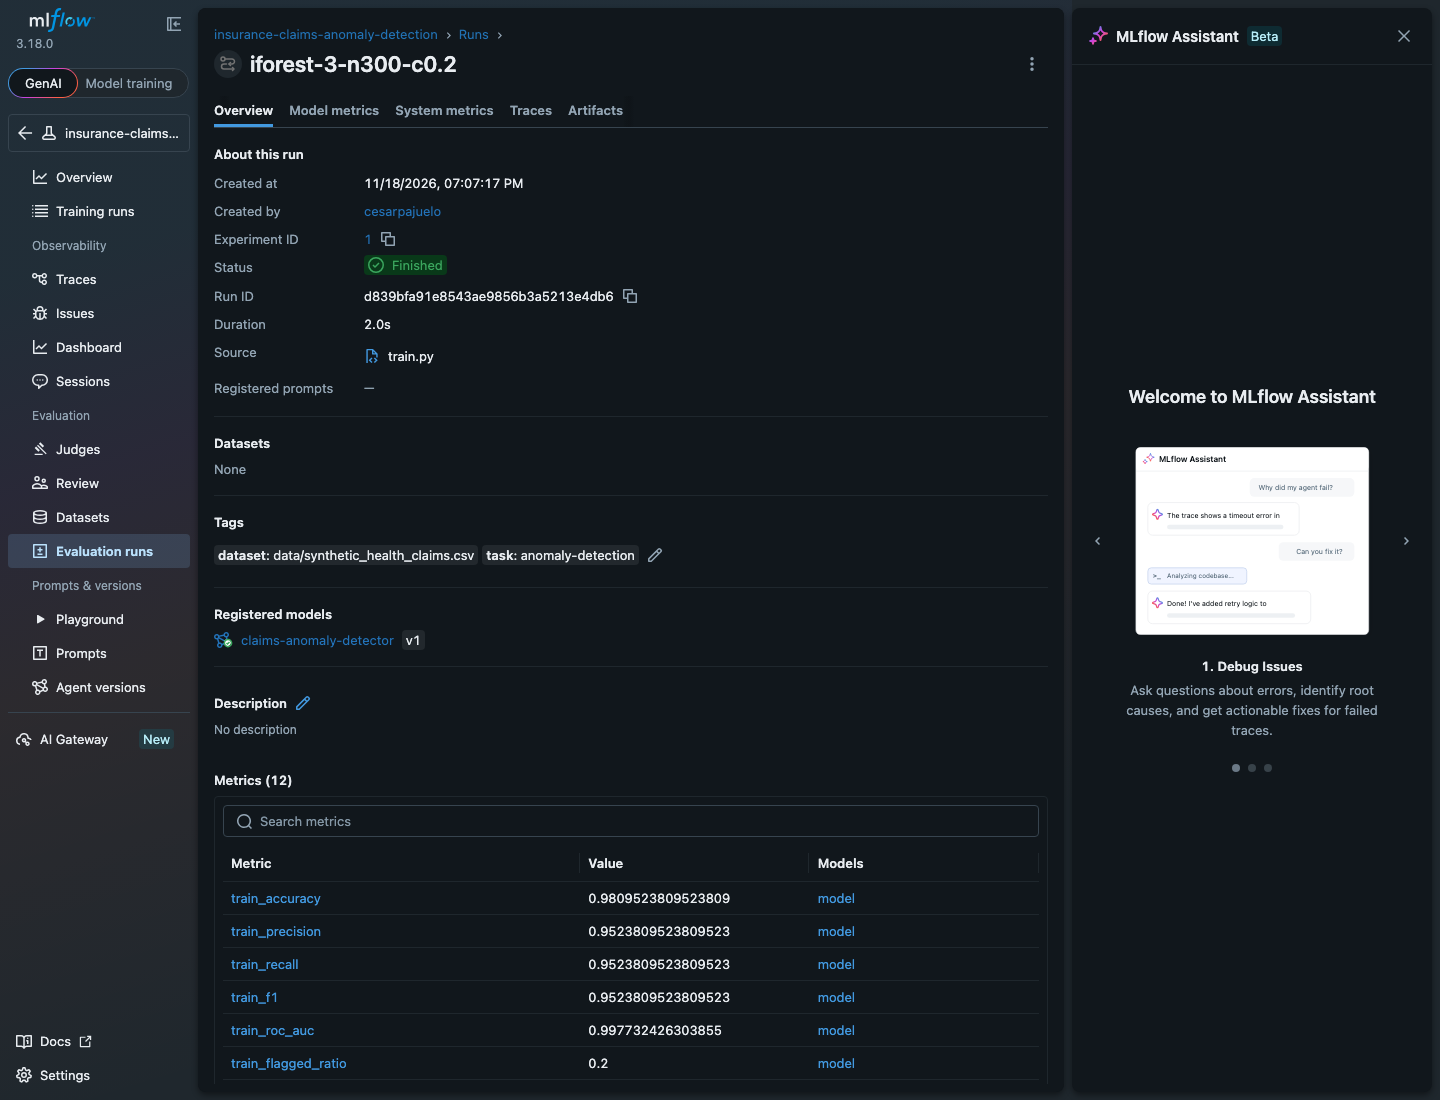 mlflow
3.18.0
GenAI
Model training
insurance-claims...
Overview
Training runs
Observability
Traces
Issues
Dashboard
Sessions
Evaluation
Judges
Review
Datasets
Evaluation runs
Prompts & versions
Playground
Prompts
Agent versions
AI Gateway
New
Docs
Settings
insurance-claims-anomaly-detection > Runs >
iforest-3-n300-c0.2
Overview
Model metrics
System metrics
Traces
Artifacts
About this run
Created at
11/18/2026, 07:07:17 PM
Created by
cesarpajuelo
Experiment ID
1
Status
Finished
Run ID
d839bfa91e8543ae9856b3a5213e4db6
Duration
2.0s
Source
train.py
Registered prompts
—
Datasets
None
Tags
dataset: data/synthetic_health_claims.csv
task: anomaly-detection
Registered models
claims-anomaly-detector
v1
Description
No description
Metrics (12)
Search metrics
Metric
Value
Models
train_accuracy
0.9809523809523809
model
train_precision
0.9523809523809523
model
train_recall
0.9523809523809523
model
train_f1
0.9523809523809523
model
train_roc_auc
0.997732426303855
model
train_flagged_ratio
0.2
model
MLflow Assistant
Beta
Welcome to MLflow Assistant
MLflow Assistant
Why did my agent fail?
The trace shows a timeout error in
Can you fix it?
>_ Analyzing codebase...
Done! I've added retry logic to
1. Debug Issues
Ask questions about errors, identify root
causes, and get actionable fixes for failed
traces.